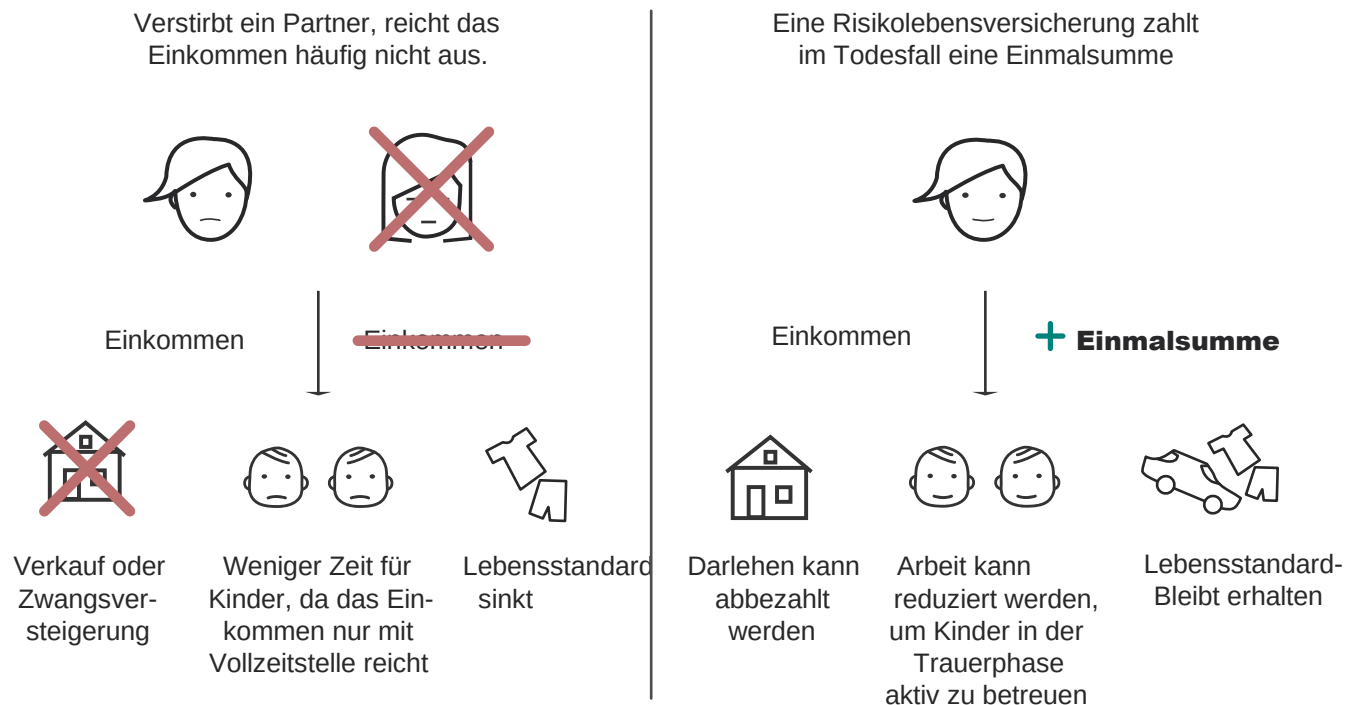 Verstirbt ein Partner, reicht das
Einkommen häufig nicht aus.
Einkommen
Einkommen
Verkauf oder
Zwangsver-
steigerung
Weniger Zeit für
Kinder, da das Ein-
kommen nur mit
Vollzeitstelle reicht
Lebensstandard
sinkt
Eine Risikolebensversicherung zahlt
im Todesfall eine Einmalsumme
Einkommen
+ Einmalsumme
Darlehen kann
abbezahlt
werden
Arbeit kann
reduziert werden,
um Kinder in der
Trauerphase
aktiv zu betreuen
Lebensstandard-
Bleibt erhalten